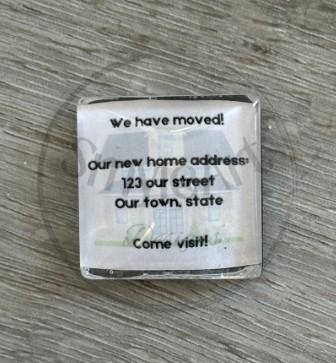 We have moved!
Our new home address:
123 our street
Our town, state
Come visit!